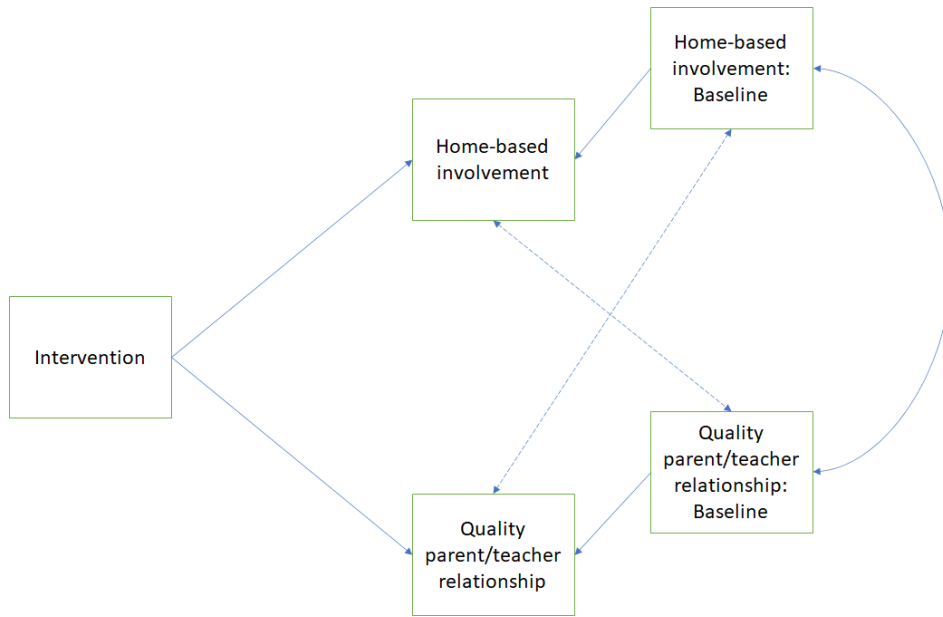 Home-based
involvement:
Baseline
Home-based
involvement
Intervention
Quality
parent/teacher
relationship:
Baseline
Quality
parent/teacher
relationship